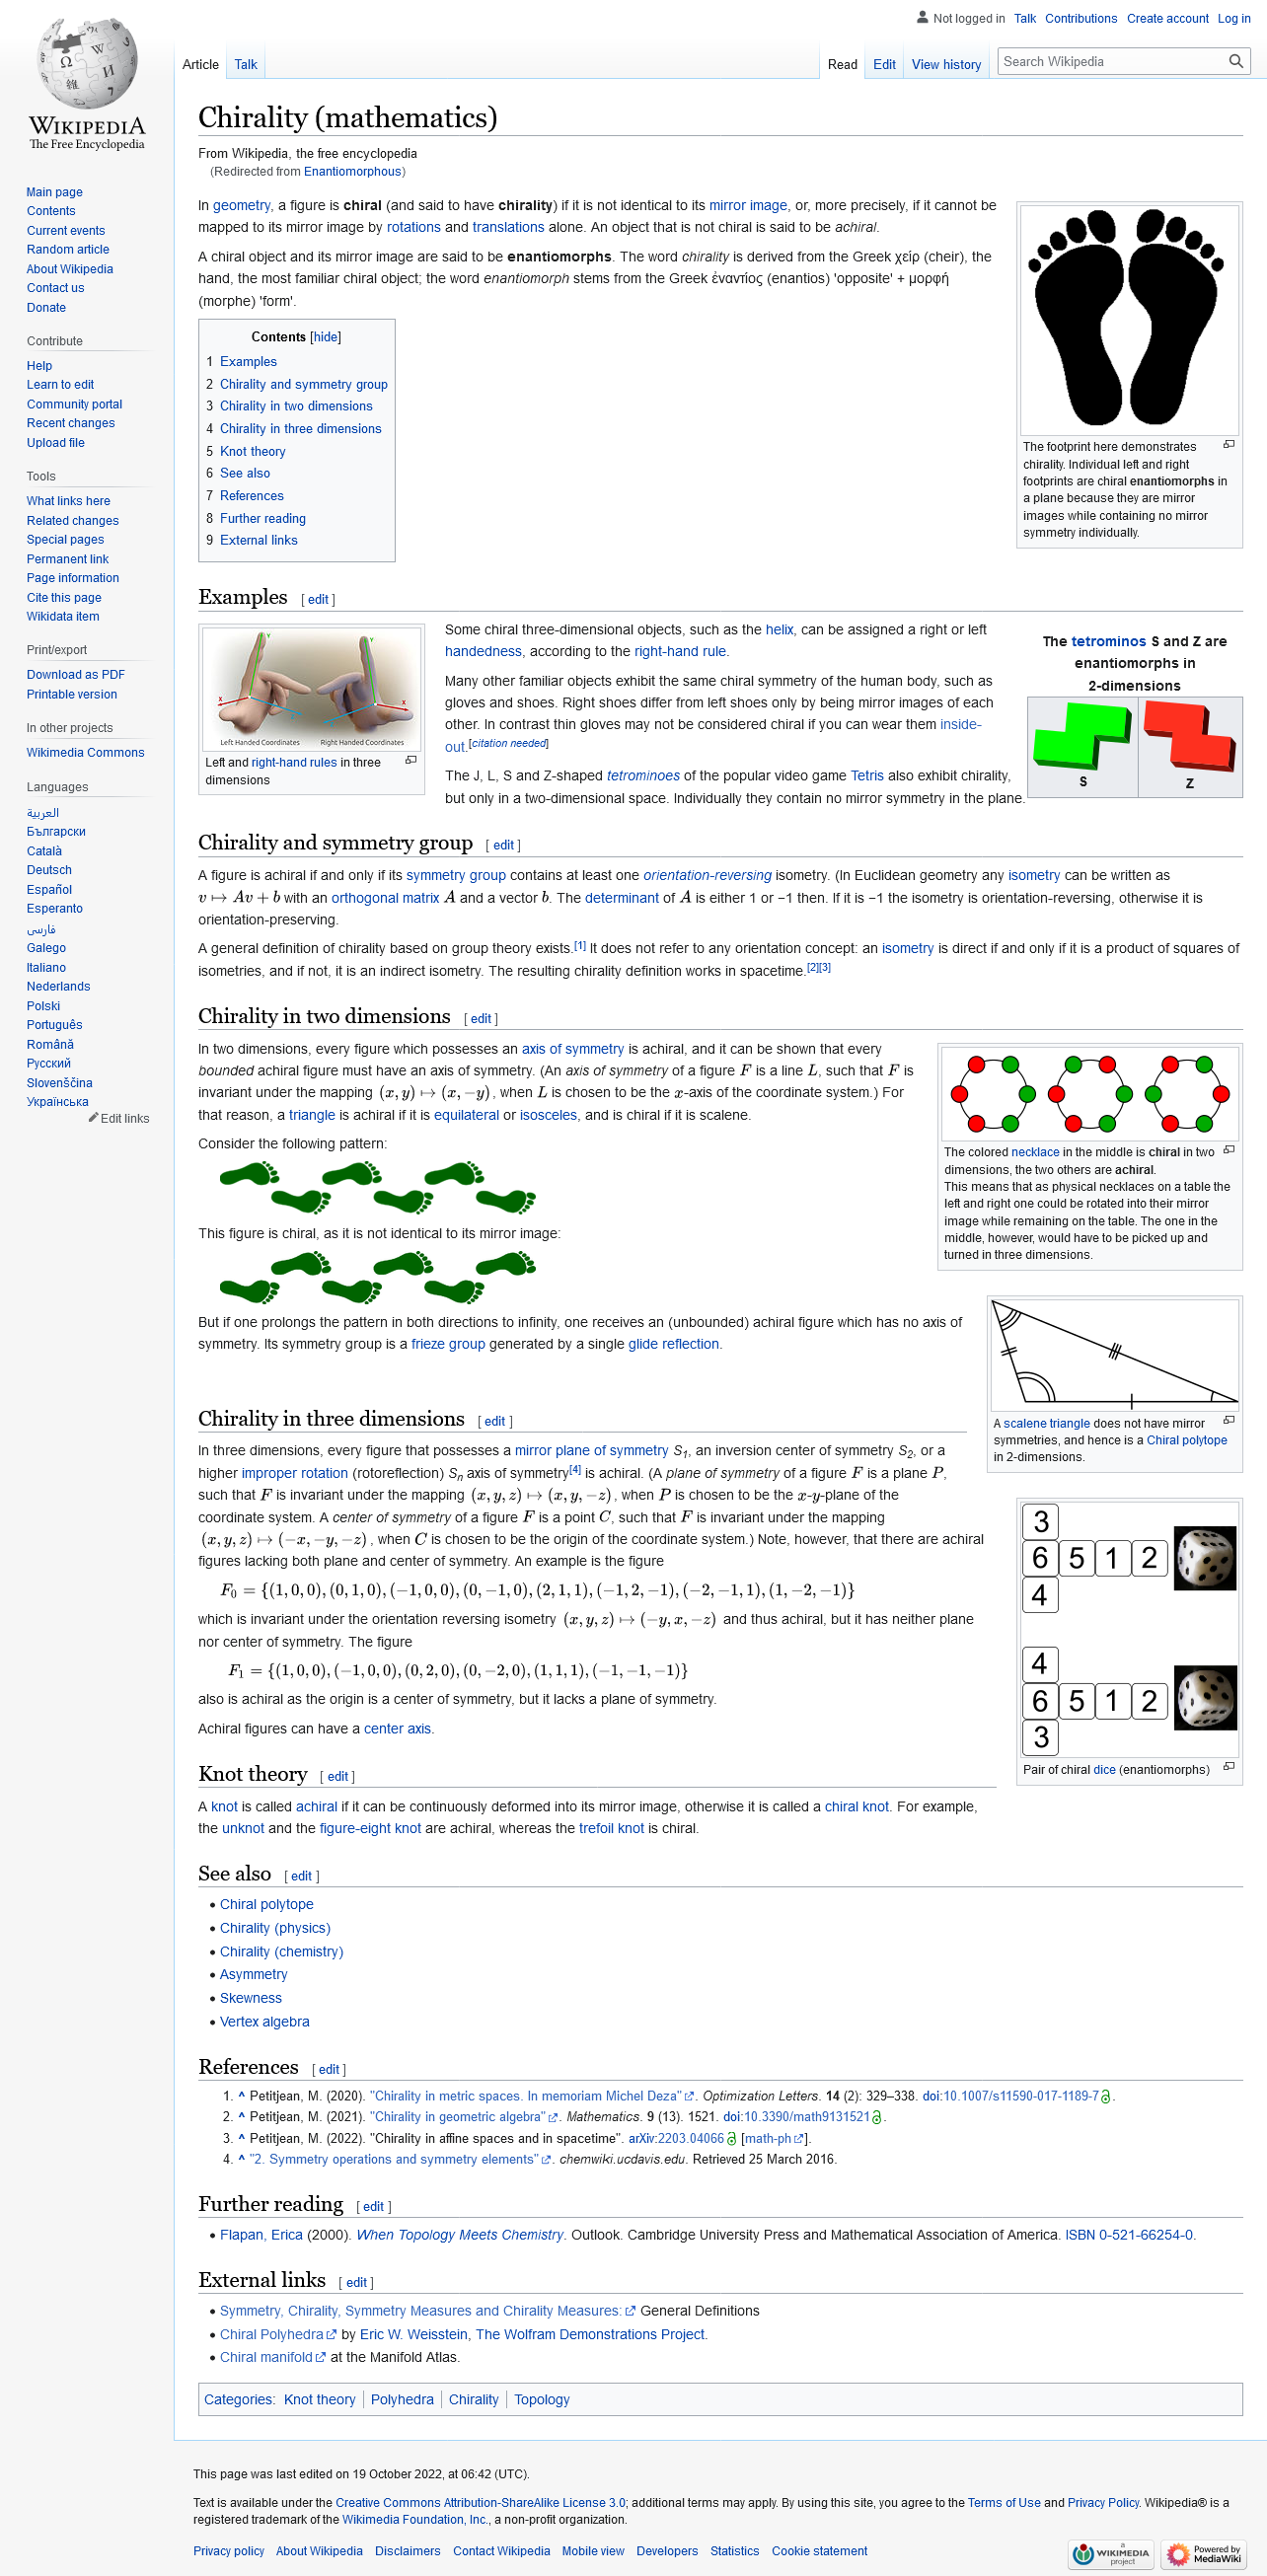 Not logged in Talk Contributions Create account Log in
Article Talk Read Edit View history Search Wikipedia
WIKIPEDIA
The Free Encyclopedia
Main page
Contents
Current events
Random article
About Wikipedia
Contact us
Donate
Contribute
Help
Learn to edit
Community portal
Recent changes
Upload file
Tools
What links here
Related changes
Special pages
Permanent link
Page information
Cite this page
Wikidata item
Print/export
Download as PDF
Printable version
In other projects
Wikimedia Commons
Languages
العربية
Български
Català
Deutsch
Español
Esperanto
فارسی
Galego
Italiano
Nederlands
Polski
Português
Română
Русский
Slovenščina
Українська
Edit links
Chirality (mathematics)
From Wikipedia, the free encyclopedia
(Redirected from Enantiomorphous)
In geometry, a figure is chiral (and said to have chirality) if it is not identical to its mirror image, or, more precisely, if it cannot be
mapped to its mirror image by rotations and translations alone. An object that is not chiral is said to be achiral.
A chiral object and its mirror image are said to be enantiomorphs. The word chirality is derived from the Greek χείρ (cheir), the
hand, the most familiar chiral object; the word enantiomorph stems from the Greek ἐναντίος (enantios) 'opposite' + μορφή
(morphe) 'form'.
The footprint here demonstrates
chirality. Individual left and right
footprints are chiral enantiomorphs in
a plane because they are mirror
images while containing no mirror
symmetry individually.
Contents [hide]
1 Examples
2 Chirality and symmetry group
3 Chirality in two dimensions
4 Chirality in three dimensions
5 Knot theory
6 See also
7 References
8 Further reading
9 External links
Examples [ edit ]
X
Y
Y
X
Left Handed Coordinates Right Handed Coordinates
Left and right-hand rules in three
dimensions
Some chiral three-dimensional objects, such as the helix, can be assigned a right or left
handedness, according to the right-hand rule.
Many other familiar objects exhibit the same chiral symmetry of the human body, such as
gloves and shoes. Right shoes differ from left shoes only by being mirror images of each
other. In contrast thin gloves may not be considered chiral if you can wear them inside-
out.[citation needed]
The J, L, S and Z-shaped tetrominoes of the popular video game Tetris also exhibit chirality,
but only in a two-dimensional space. Individually they contain no mirror symmetry in the plane.
The tetrominos S and Z are
enantiomorphs in
2-dimensions
S Z
Chirality and symmetry group [ edit ]
A figure is achiral if and only if its symmetry group contains at least one orientation-reversing isometry. (In Euclidean geometry any isometry can be written as
v ↦ Av + b with an orthogonal matrix A and a vector b. The determinant of A is either 1 or −1 then. If it is −1 the isometry is orientation-reversing, otherwise it is
orientation-preserving.
A general definition of chirality based on group theory exists.[1] It does not refer to any orientation concept: an isometry is direct if and only if it is a product of squares of
isometries, and if not, it is an indirect isometry. The resulting chirality definition works in spacetime.[2][3]
Chirality in two dimensions [ edit ]
In two dimensions, every figure which possesses an axis of symmetry is achiral, and it can be shown that every
bounded achiral figure must have an axis of symmetry. (An axis of symmetry of a figure F is a line L, such that F is
invariant under the mapping (x, y) ↦ (x, −y), when L is chosen to be the x-axis of the coordinate system.) For
that reason, a triangle is achiral if it is equilateral or isosceles, and is chiral if it is scalene.
Consider the following pattern:
This figure is chiral, as it is not identical to its mirror image:
But if one prolongs the pattern in both directions to infinity, one receives an (unbounded) achiral figure which has no axis of
symmetry. Its symmetry group is a frieze group generated by a single glide reflection.
The colored necklace in the middle is chiral in two
dimensions, the two others are achiral.
This means that as physical necklaces on a table the
left and right one could be rotated into their mirror
image while remaining on the table. The one in the
middle, however, would have to be picked up and
turned in three dimensions.
A scalene triangle does not have mirror
symmetries, and hence is a Chiral polytope
in 2-dimensions.
Chirality in three dimensions [ edit ]
In three dimensions, every figure that possesses a mirror plane of symmetry S1, an inversion center of symmetry S2, or a
higher improper rotation (rotoreflection) Sn axis of symmetry[4] is achiral. (A plane of symmetry of a figure F is a plane P,
such that F is invariant under the mapping (x, y, z) ↦ (x, y, −z), when P is chosen to be the x-y-plane of the
coordinate system. A center of symmetry of a figure F is a point C, such that F is invariant under the mapping
(x, y, z) ↦ (−x, −y, −z), when C is chosen to be the origin of the coordinate system.) Note, however, that there are achiral
figures lacking both plane and center of symmetry. An example is the figure
F0 = {(1, 0, 0), (0, 1, 0), (−1, 0, 0), (0, −1, 0), (2, 1, 1), (−1, 2, −1), (−2, −1, 1), (1, −2, −1)}
which is invariant under the orientation reversing isometry (x, y, z) ↦ (−y, x, −z) and thus achiral, but it has neither plane
nor center of symmetry. The figure
F1 = {(1, 0, 0), (−1, 0, 0), (0, 2, 0), (0, −2, 0), (1, 1, 1), (−1, −1, −1)}
also is achiral as the origin is a center of symmetry, but it lacks a plane of symmetry.
Achiral figures can have a center axis.
3
6 5 1 2
4
4
6 5 1 2
3
Pair of chiral dice (enantiomorphs)
Knot theory [ edit ]
A knot is called achiral if it can be continuously deformed into its mirror image, otherwise it is called a chiral knot. For example,
the unknot and the figure-eight knot are achiral, whereas the trefoil knot is chiral.
See also [ edit ]
• Chiral polytope
• Chirality (physics)
• Chirality (chemistry)
• Asymmetry
• Skewness
• Vertex algebra
References [ edit ]
1. ^ Petitjean, M. (2020). "Chirality in metric spaces. In memoriam Michel Deza". Optimization Letters. 14 (2): 329–338. doi:10.1007/s11590-017-1189-7.
2. ^ Petitjean, M. (2021). "Chirality in geometric algebra". Mathematics. 9 (13). 1521. doi:10.3390/math9131521.
3. ^ Petitjean, M. (2022). "Chirality in affine spaces and in spacetime". arXiv:2203.04066 [math-ph].
4. ^ "2. Symmetry operations and symmetry elements". chemwiki.ucdavis.edu. Retrieved 25 March 2016.
Further reading [ edit ]
• Flapan, Erica (2000). When Topology Meets Chemistry. Outlook. Cambridge University Press and Mathematical Association of America. ISBN 0-521-66254-0.
External links [ edit ]
• Symmetry, Chirality, Symmetry Measures and Chirality Measures: General Definitions
• Chiral Polyhedra by Eric W. Weisstein, The Wolfram Demonstrations Project.
• Chiral manifold at the Manifold Atlas.
Categories: Knot theory | Polyhedra | Chirality | Topology
This page was last edited on 19 October 2022, at 06:42 (UTC).
Text is available under the Creative Commons Attribution-ShareAlike License 3.0; additional terms may apply. By using this site, you agree to the Terms of Use and Privacy Policy. Wikipedia® is a
registered trademark of the Wikimedia Foundation, Inc., a non-profit organization.
Privacy policy About Wikipedia Disclaimers Contact Wikipedia Mobile view Developers Statistics Cookie statement
a WIKIMEDIA project
Powered by MediaWiki